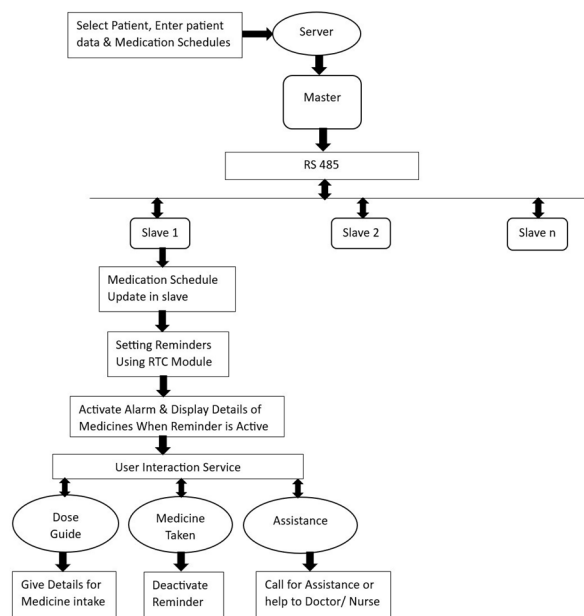 Select Patient, Enter patient
data & Medication Schedules
Server
Master
RS 485
Slave 1
Slave 2
Slave n
Medication Schedule
Update in slave
Setting Reminders
Using RTC Module
Activate Alarm & Display Details of
Medicines When Reminder is Active
User Interaction Service
Dose
Guide
Medicine
Taken
Assistance
Give Details for
Medicine intake
Deactivate
Reminder
Call for Assistance or
help to Doctor/ Nurse